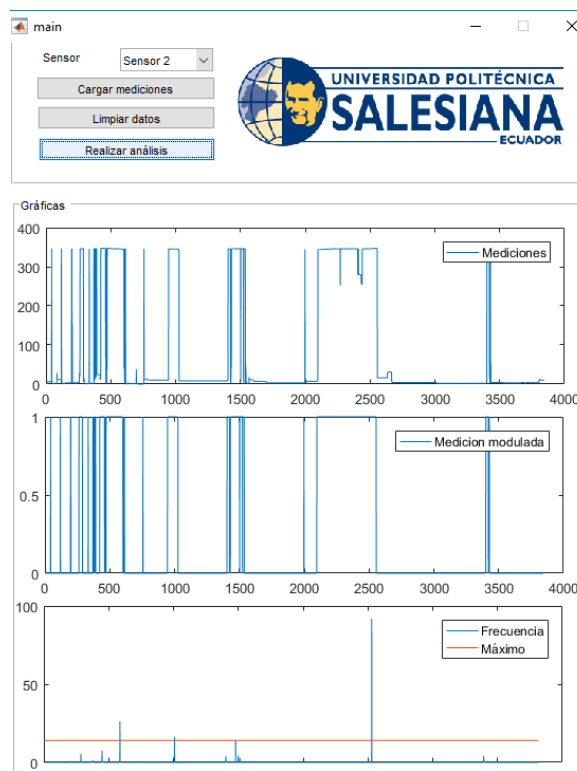 main
Sensor
Sensor 2
Cargar mediciones
Limpiar datos
Realizar análisis
UNIVERSIDAD POLITÉCNICA
SALESIANA
ECUADOR
Gráficas
400
300
200
100
0
Mediciones
0 500 1000 1500 2000 2500 3000 3500 4000
1
0.5
0
Medicion modulada
0 500 1000 1500 2000 2500 3000 3500 4000
100
50
0
Frecuencia
Máximo